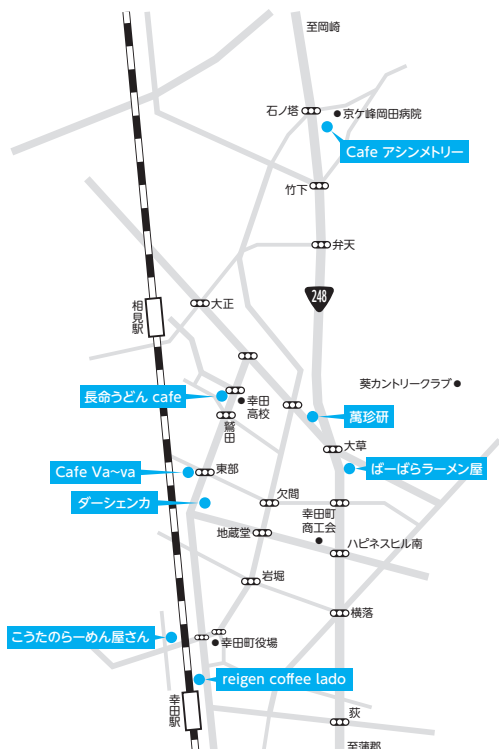 至岡崎
石ノ塔
京ケ峰岡田病院
Cafe アシンメトリー
竹下
弁天
248
大正
相見駅
葵カントリークラブ
長命うどん cafe
幸田
高校
萬珍研
鷲田
大草
Cafe Va~va
東部
ばーばらラーメン屋
ダーシェンカ
欠間
幸田町
商工会
地蔵堂
ハピネスヒル南
岩堀
横落
こうたのらーめん屋さん
幸田町役場
reigen coffee lado
幸田駅
荻
至蒲郡